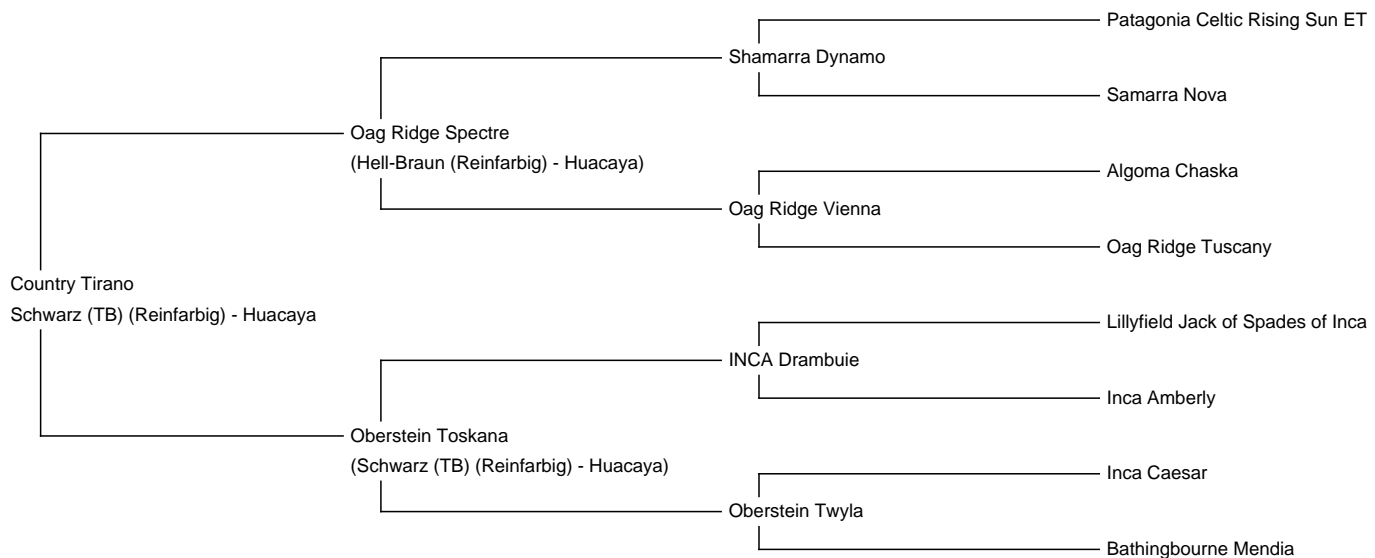 Patagonia Celtic Rising Sun ET
Shamarra Dynamo
Samarra Nova
Oag Ridge Spectre
(Hell-Braun (Reinfarbig) - Huacaya)
Algoma Chaska
Oag Ridge Vienna
Oag Ridge Tuscany
Country Tirano
Schwarz (TB) (Reinfarbig) - Huacaya
Lillyfield Jack of Spades of Inca
INCA Drambuie
Inca Amberly
Oberstein Toskana
(Schwarz (TB) (Reinfarbig) - Huacaya)
Inca Caesar
Oberstein Twyla
Bathingbourne Mendia